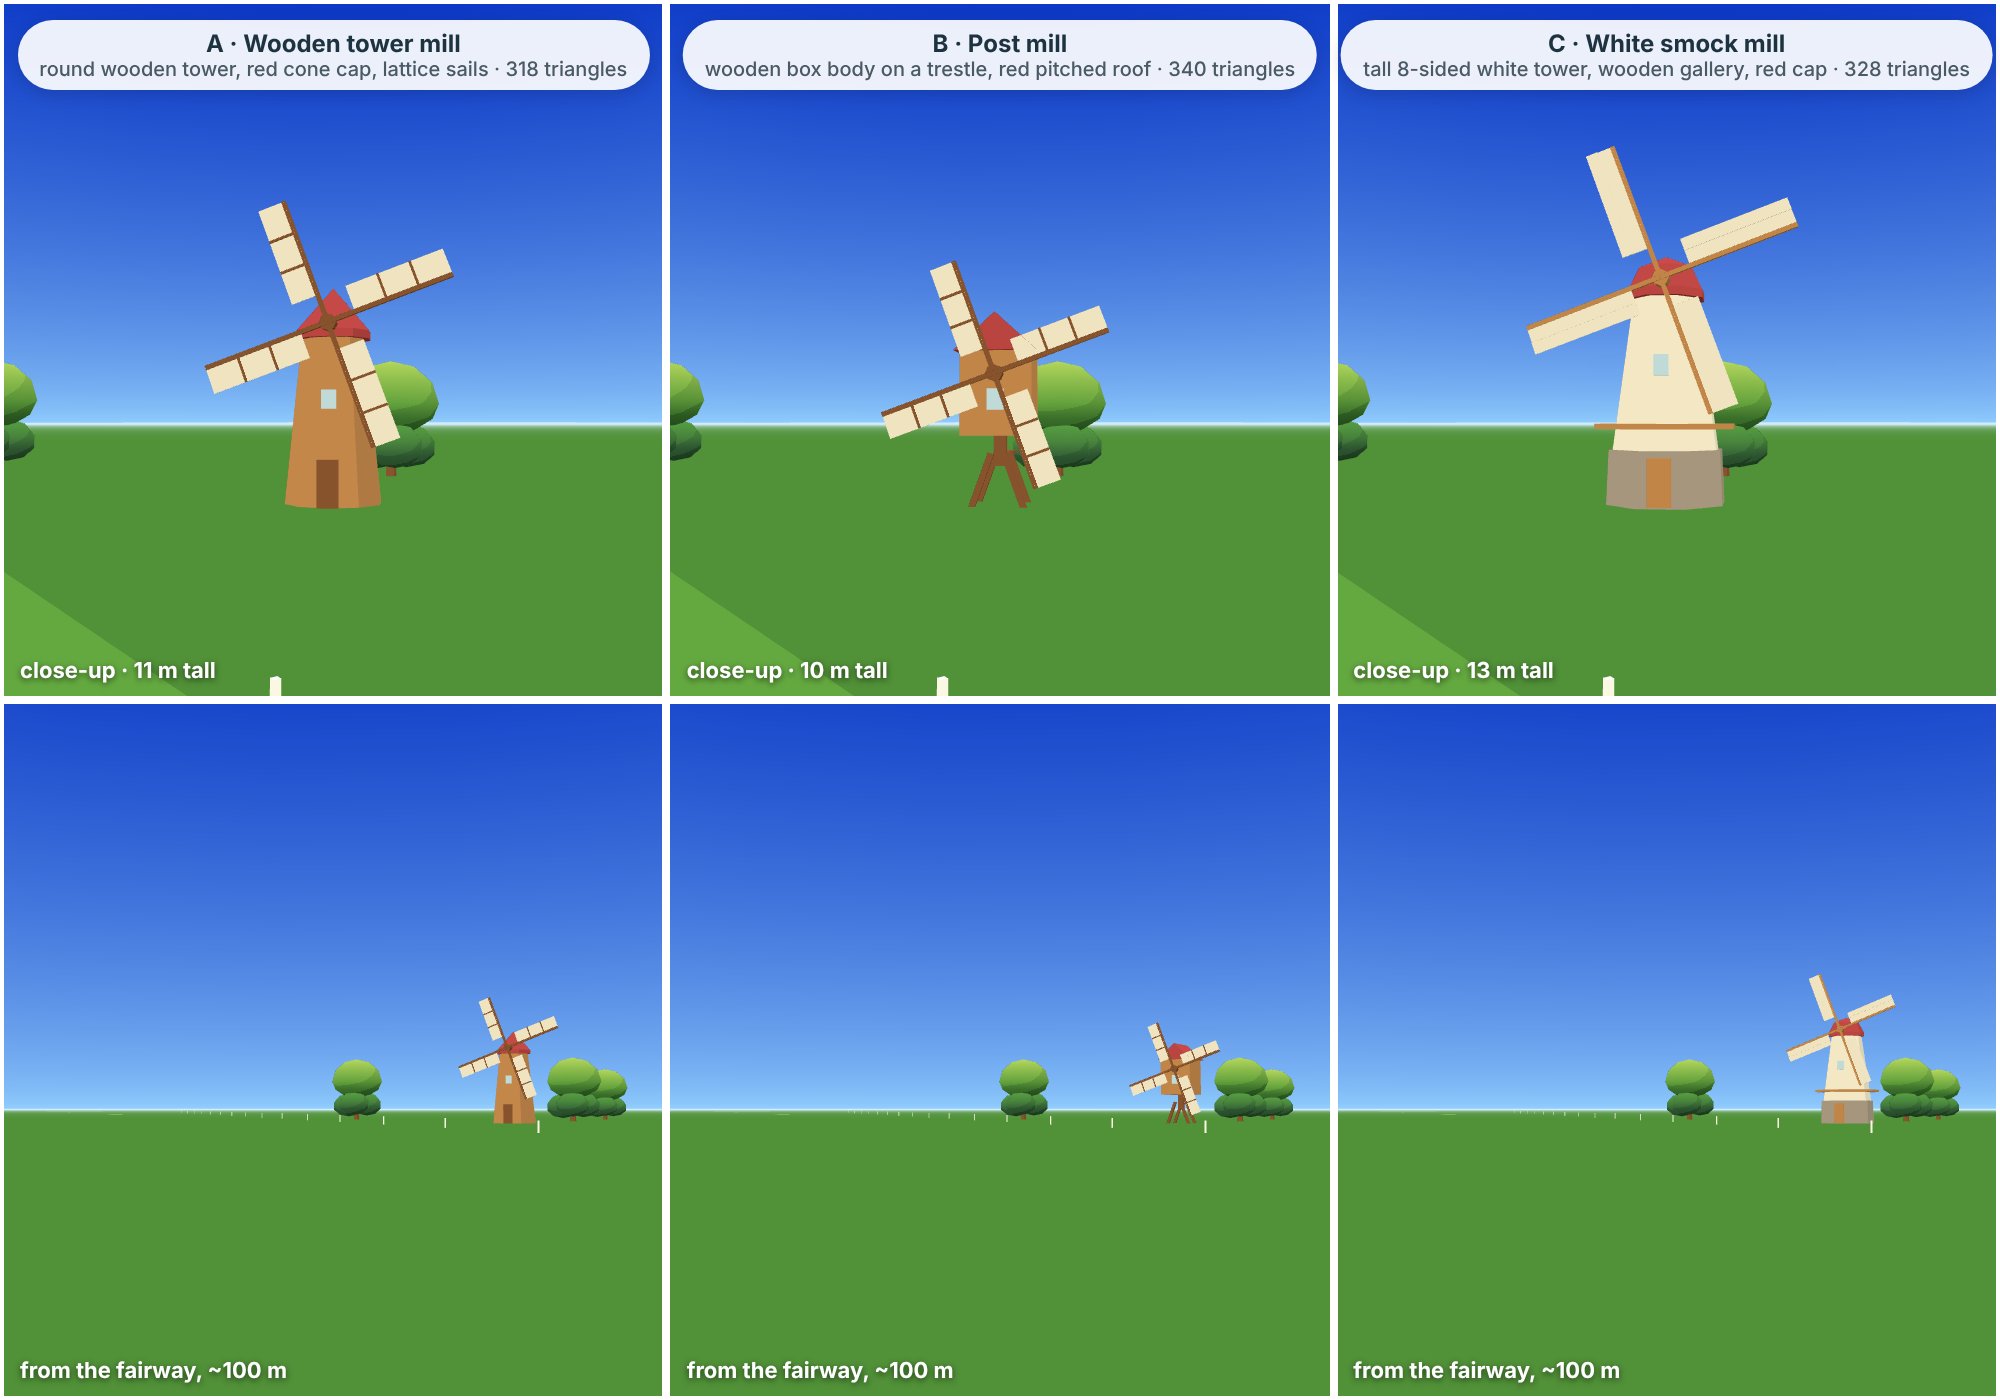 A · Wooden tower mill
round wooden tower, red cone cap, lattice sails · 318 triangles
B · Post mill
wooden box body on a trestle, red pitched roof · 340 triangles
C · White smock mill
tall 8-sided white tower, wooden gallery, red cap · 328 triangles
close-up · 11 m tall
close-up · 10 m tall
close-up · 13 m tall
from the fairway, ~100 m
from the fairway, ~100 m
from the fairway, ~100 m